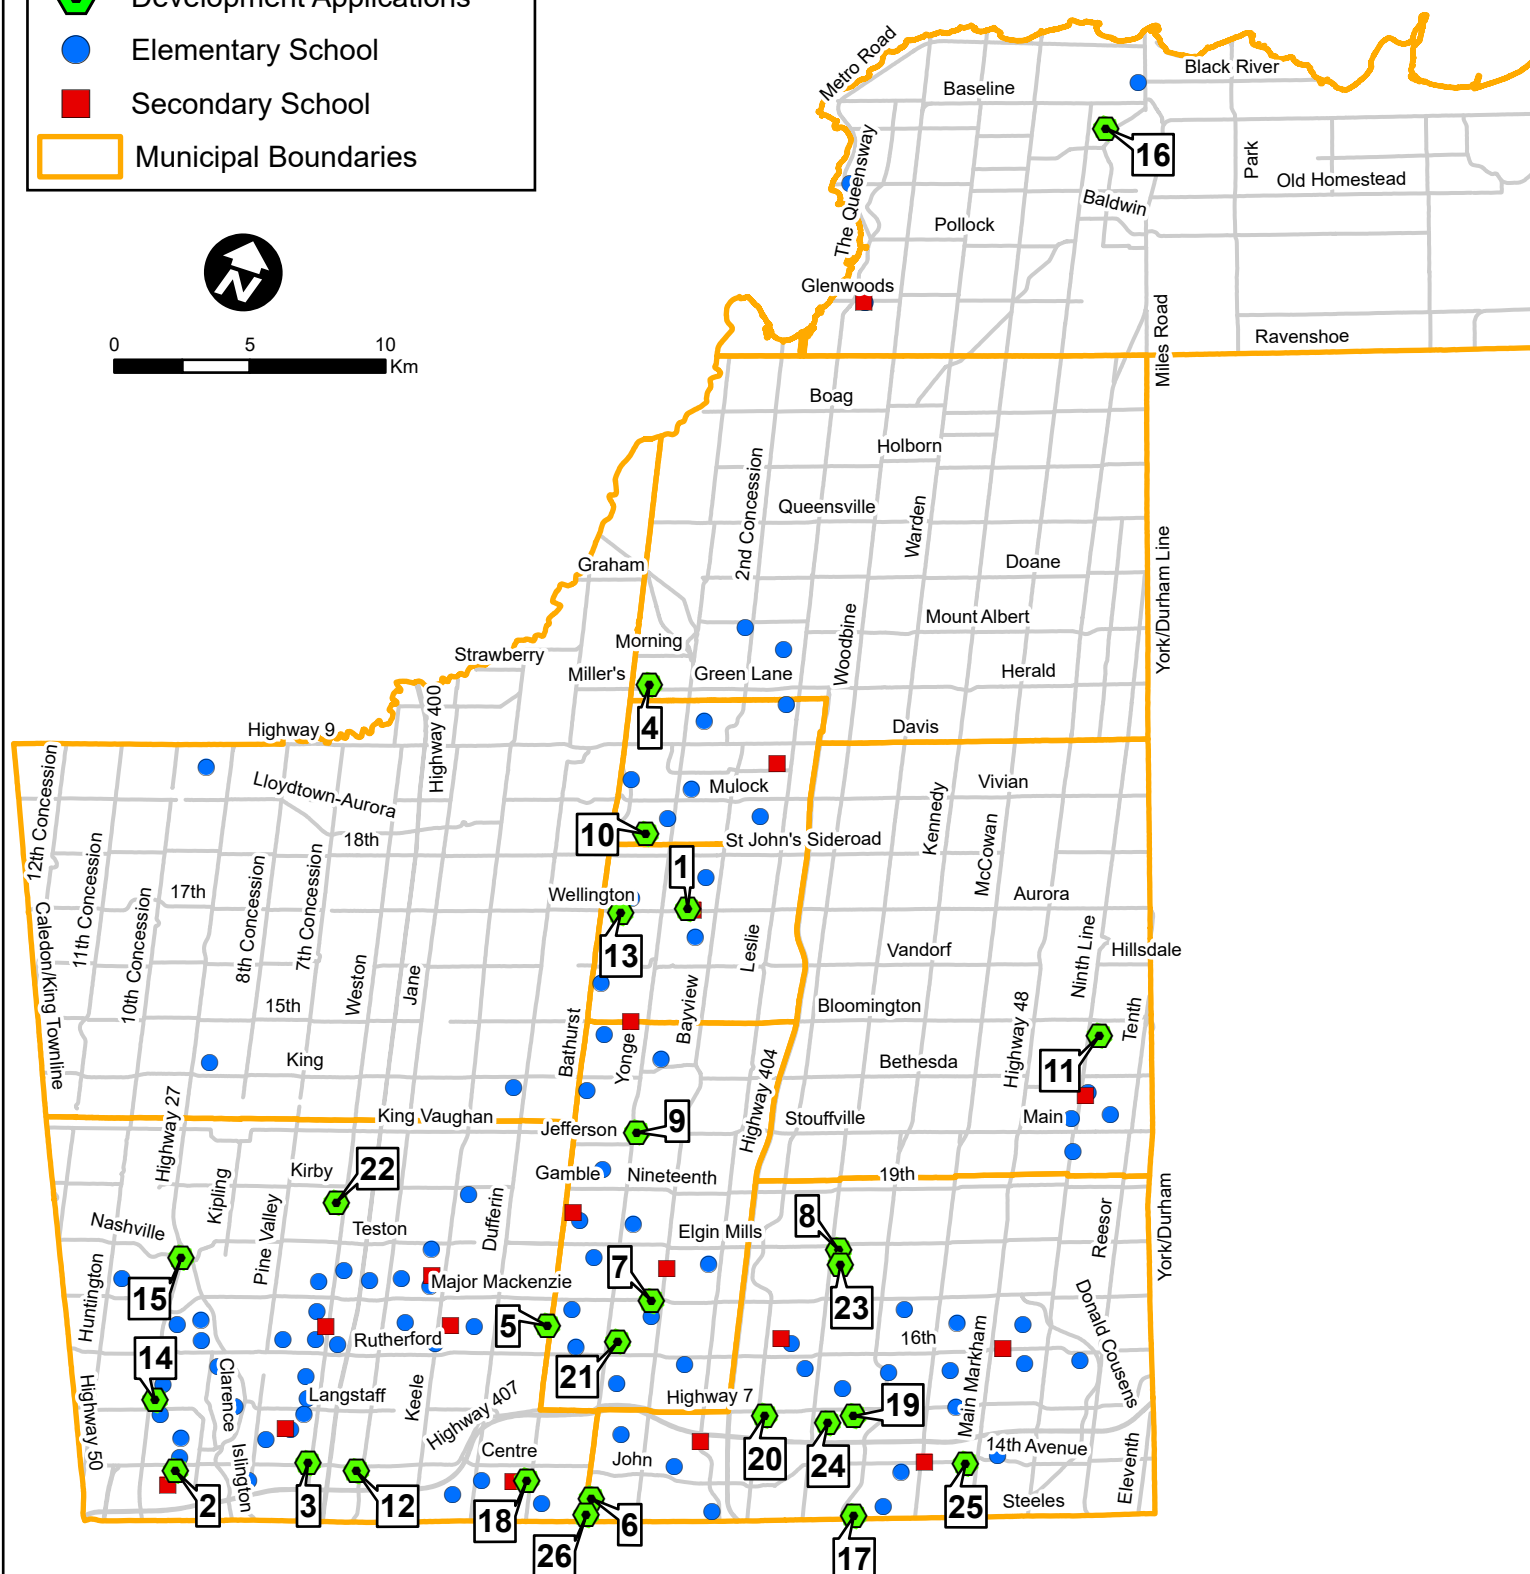 Development Applications
Elementary School
Secondary School
Municipal Boundaries
N
0 5 10
Km
Metro Road
Baseline
Black River
16
The Queensway
Park
Old Homestead
Baldwin
Pollock
Glenwoods
Miles Road
Ravenshoe
Boag
Holborn
2nd Concession
Queensville
Warden
Graham
Doane
York/Durham Line
Woodbine
Mount Albert
Morning
Strawberry
Miller's
Green Lane
Herald
4
Highway 400
Highway 9
Davis
12th Concession
Lloydtown-Aurora
Mulock
Vivian
Kennedy
McCowan
10
18th
St John's Sideroad
1
11th Concession
17th
8th Concession
7th Concession
10th Concession
Wellington
Aurora
Caledon/King Townline
13
Leslie
Vandorf
Ninth Line
Hillsdale
Weston
Jane
15th
Bayview
Bloomington
Highway 48
Tenth
Bathurst
Yonge
King
Highway 404
Bethesda
11
Highway 27
King Vaughan
Jefferson
9
Stouffville
Main
Kirby
22
Gamble
Nineteenth
19th
Kipling
Pine Valley
Dufferin
Nashville
Teston
Elgin Mills
8
Reesor
York/Durham
Huntington
15
Major Mackenzie
7
23
Donald Cousens
5
Rutherford
16th
Main Markham
14
21
Clarence
Langstaff
Keele
Highway 407
Highway 7
19
Highway 50
Islington
Centre
John
20
24
14th Avenue
Eleventh
2
3
12
18
6
25
Steeles
26
17